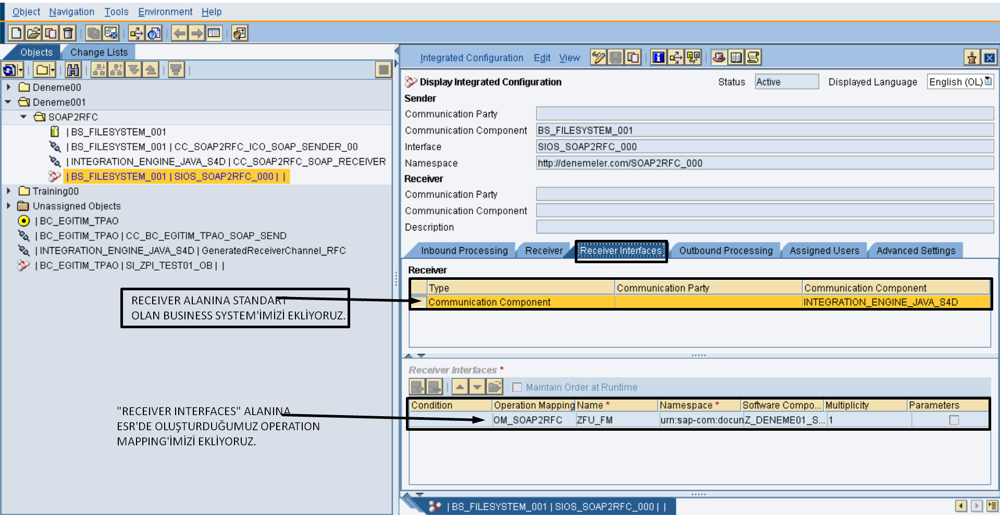 Object Navigation Tools Environment Help
Objects Change Lists
Deneme00
Deneme001
SOAP2RFC
| BS_FILESYSTEM_001
| BS_FILESYSTEM_001 | CC_SOAP2RFC_ICO_SOAP_SENDER_00
| INTEGRATION_ENGINE_JAVA_S4D | CC_SOAP2RFC_SOAP_RECEIVER
| BS_FILESYSTEM_001 | SIOS_SOAP2RFC_000 | |
Training00
Unassigned Objects
| BC_EGITIM_TPAO
| BC_EGITIM_TPAO | CC_BC_EGITIM_TPAO_SOAP_SEND
| INTEGRATION_ENGINE_JAVA_S4D | GeneratedReceiverChannel_RFC
| BC_EGITIM_TPAO | SI_ZPI_TEST01_OB | |
RECEIVER ALANINA STANDART
OLAN BUSINESS SYSTEM'İMİZİ EKLİYORUZ.
"RECEIVER INTERFACES" ALANINA
ESR'DE OLUŞTURDUĞUMUZ OPERATION
MAPPING'İMİZİ EKLİYORUZ.
Integrated Configuration Edit View
Display Integrated Configuration Status Active Displayed Language English (OL)
Sender
Communication Party
Communication Component BS_FILESYSTEM_001
Interface SIOS_SOAP2RFC_000
Namespace http://denemeler.com/SOAP2RFC_000
Receiver
Communication Party
Communication Component
Description
Inbound Processing Receiver Receiver Interfaces Outbound Processing Assigned Users Advanced Settings
Receiver
Type Communication Party Communication Component
Communication Component INTEGRATION_ENGINE_JAVA_S4D
Receiver Interfaces *
Maintain Order at Runtime
Condition Operation Mapping Name * Namespace * Software Compo... Multiplicity Parameters
OM_SOAP2RFC ZFU_FM urn:sap-com:docun Z_DENEME01_S... 1
| BS_FILESYSTEM_001 | SIOS_SOAP2RFC_000 | |